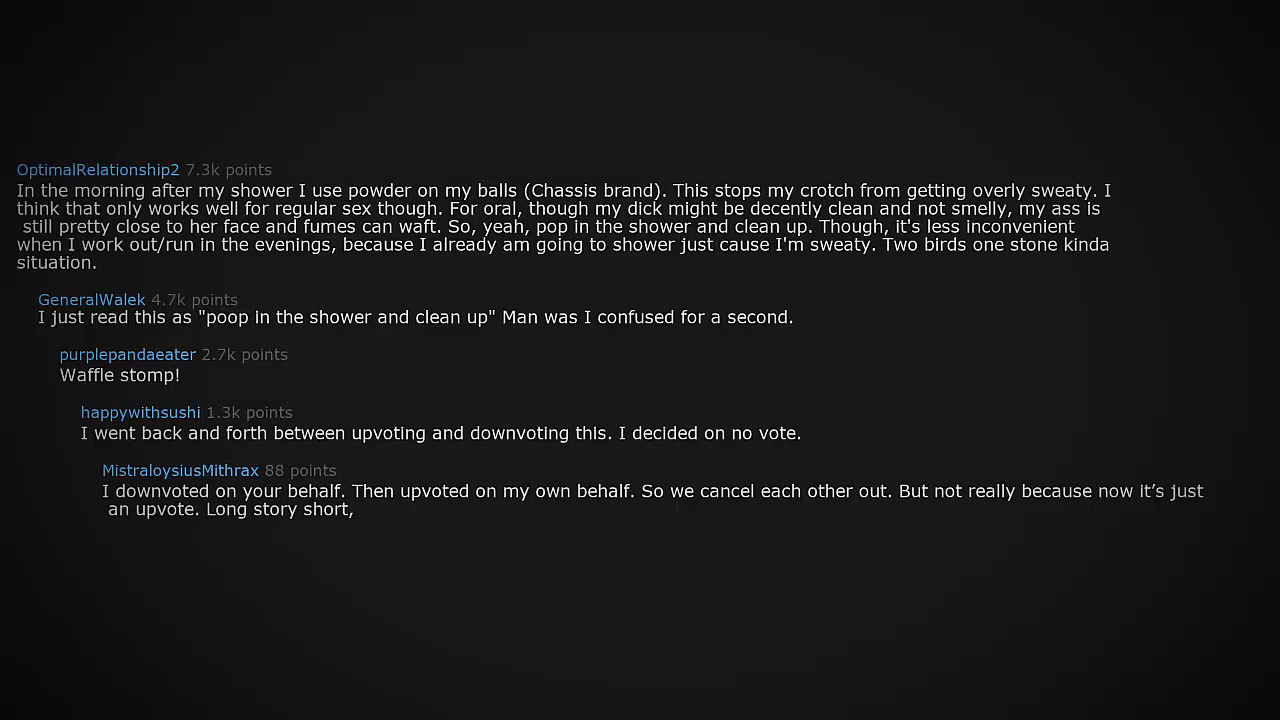 OptimalRelationship2 7.3k points
In the morning after my shower I use powder on my balls (Chassis brand). This stops my crotch from getting overly sweaty. I
think that only works well for regular sex though. For oral, though my dick might be decently clean and not smelly, my ass is
still pretty close to her face and fumes can waft. So, yeah, pop in the shower and clean up. Though, it's less inconvenient
when I work out/run in the evenings, because I already am going to shower just cause I'm sweaty. Two birds one stone kinda
situation.
GeneralWalek 4.7k points
I just read this as "poop in the shower and clean up" Man was I confused for a second.
purplepandaeater 2.7k points
Waffle stomp!
happywithsushi 1.3k points
I went back and forth between upvoting and downvoting this. I decided on no vote.
MistraloysiusMithrax 88 points
I downvoted on your behalf. Then upvoted on my own behalf. So we cancel each other out. But not really because now it’s just
an upvote. Long story short,